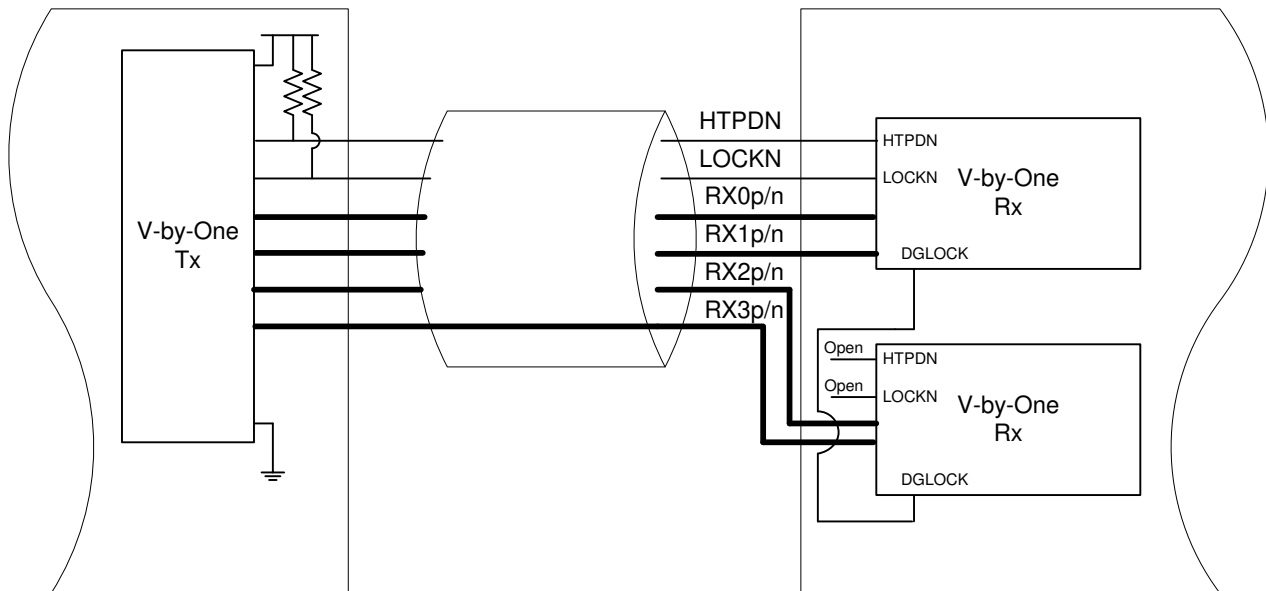 V-by-One
Tx
HTPDN
LOCKN
RX0p/n
RX1p/n
RX2p/n
RX3p/n
HTPDN
LOCKN
V-by-One
Rx
DGLOCK
Open
HTPDN
Open
LOCKN
V-by-One
Rx
DGLOCK